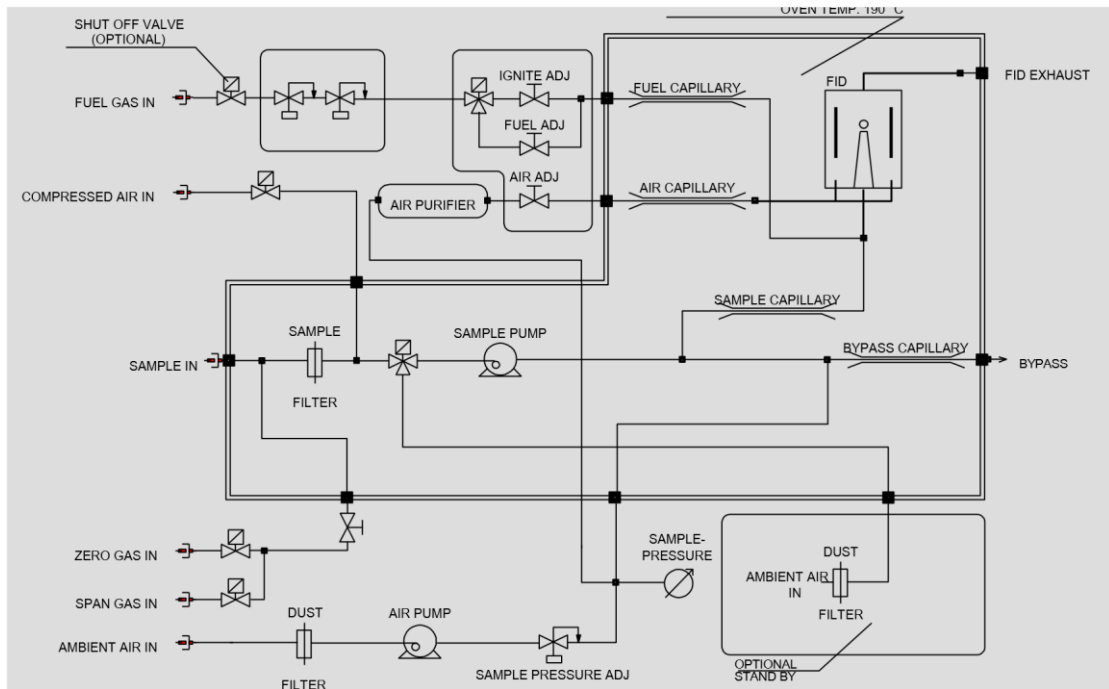 OVEN TEMP. 190 °C
SHUT OFF VALVE
(OPTIONAL)
FUEL GAS IN
IGNITE ADJ
FUEL ADJ
FUEL CAPILLARY
FID
FID EXHAUST
COMPRESSED AIR IN
AIR PURIFIER
AIR ADJ
AIR CAPILLARY
SAMPLE CAPILLARY
SAMPLE IN
SAMPLE
FILTER
SAMPLE PUMP
BYPASS CAPILLARY
BYPASS
ZERO GAS IN
SPAN GAS IN
AMBIENT AIR IN
DUST
FILTER
AIR PUMP
SAMPLE PRESSURE ADJ
SAMPLE-
PRESSURE
DUST
AMBIENT AIR
IN
FILTER
OPTIONAL
STAND BY